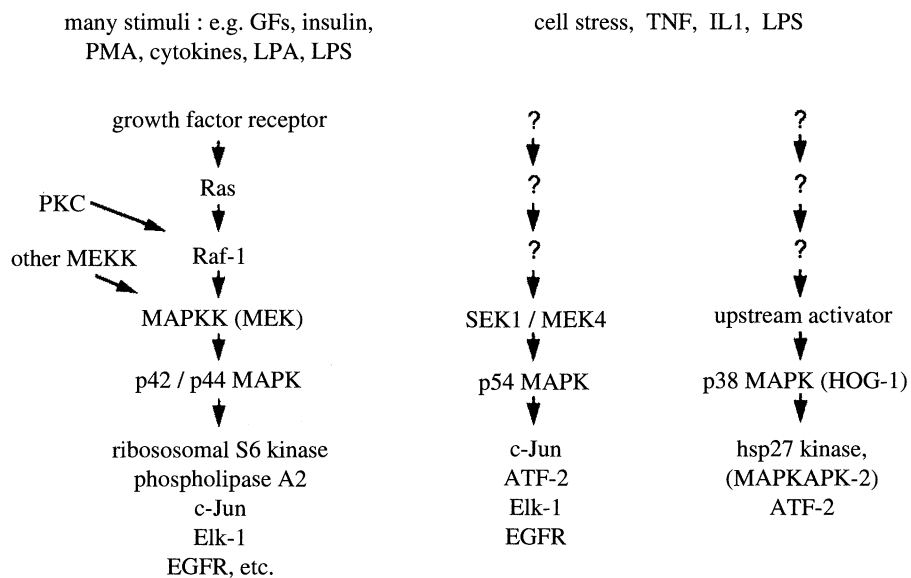 many stimuli : e.g. GFs, insulin,
PMA, cytokines, LPA, LPS
cell stress, TNF, IL1, LPS
growth factor receptor
?
?
Ras
?
?
PKC
other MEKK
Raf-1
?
?
MAPKK (MEK)
SEK1 / MEK4
upstream activator
p42 / p44 MAPK
p54 MAPK
p38 MAPK (HOG-1)
ribososomal S6 kinase
phospholipase A2
c-Jun
Elk-1
EGFR, etc.
c-Jun
ATF-2
Elk-1
EGFR
hsp27 kinase,
(MAPKAPK-2)
ATF-2